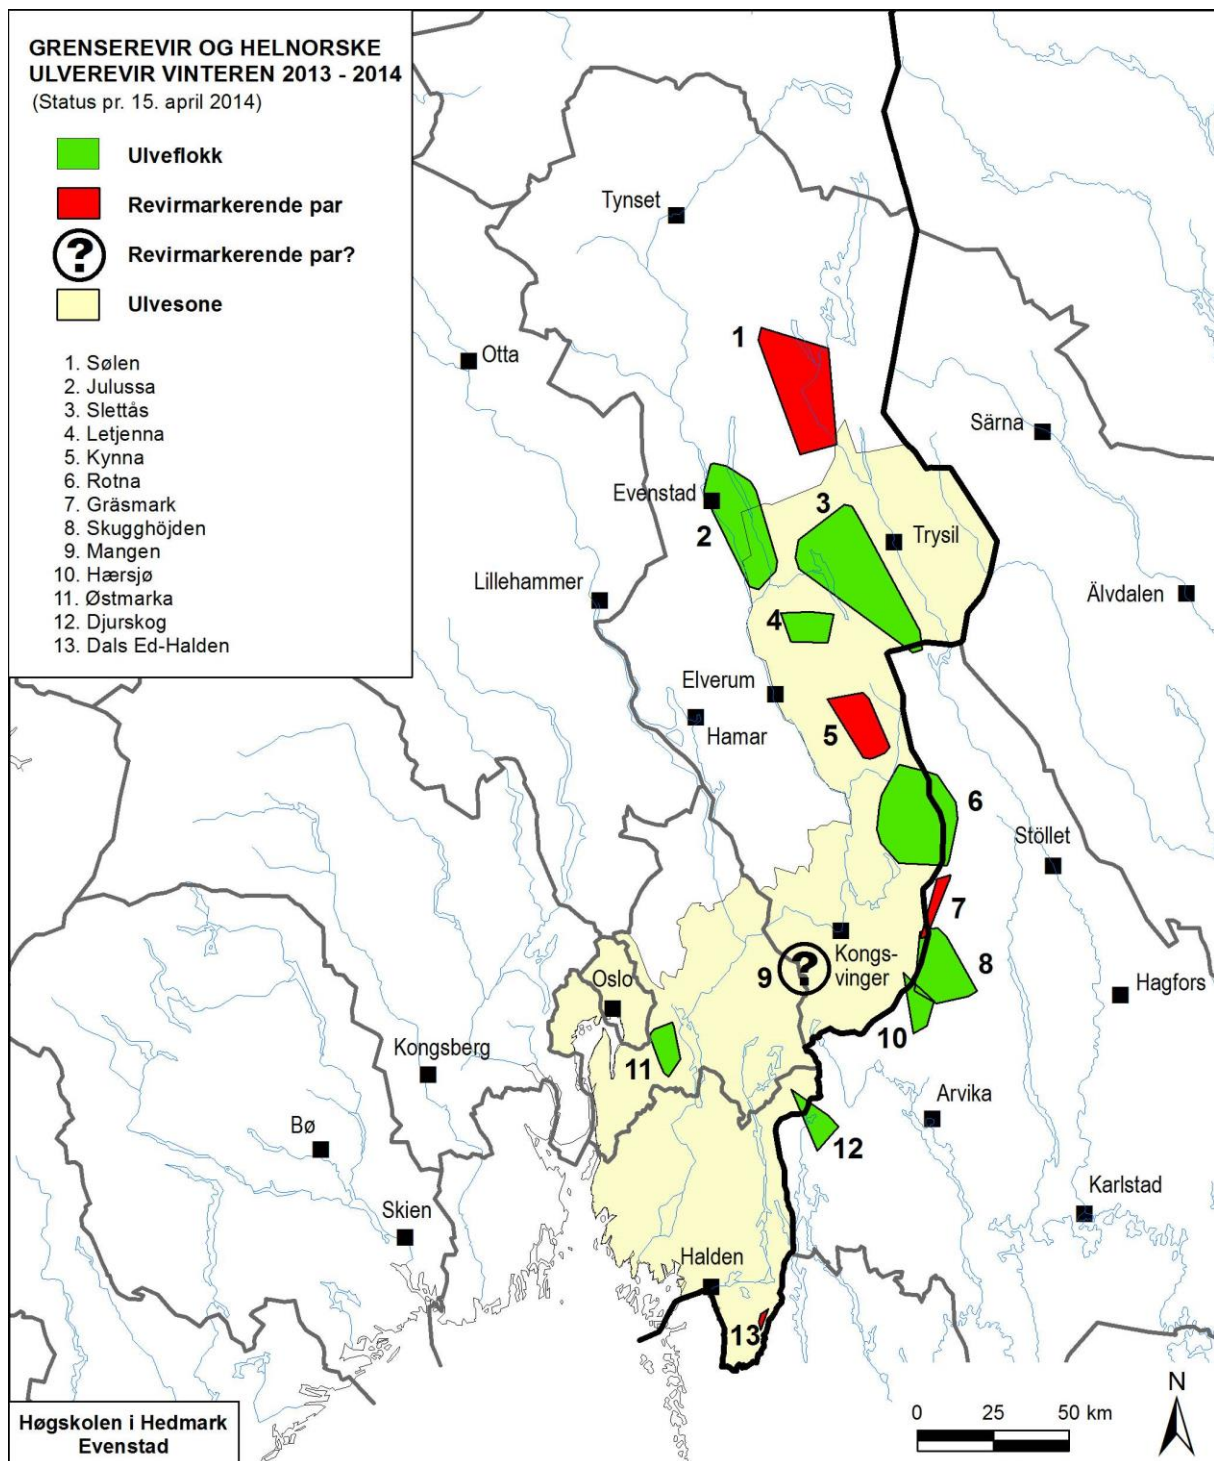 GRENSEREVIR OG HELNORSKE
ULVEREVIR VINTEREN 2013 - 2014
(Status pr. 15. april 2014)
Ulveflokk
Revirmarkerende par
?
Revirmarkerende par?
Ulvesone
1. Sølen
2. Julussa
3. Slettås
4. Letjenna
5. Kynna
6. Rotna
7. Gräsmark
8. Skugghöjden
9. Mangen
10. Hærsjø
11. Østmarka
12. Djurskog
13. Dals Ed-Halden
Tynset
1
Otta
Särna
Evenstad
3
2
Trysil
Lillehammer
Älvdalen
4
Elverum
Hamar
5
6
Stöllet
7
Kongs-
vinger
9
?
8
Hagfors
Oslo
10
Kongsberg
11
Arvika
Bø
12
Karlstad
Skien
Halden
13
N
0 25 50 km
Høgskolen i Hedmark
Evenstad